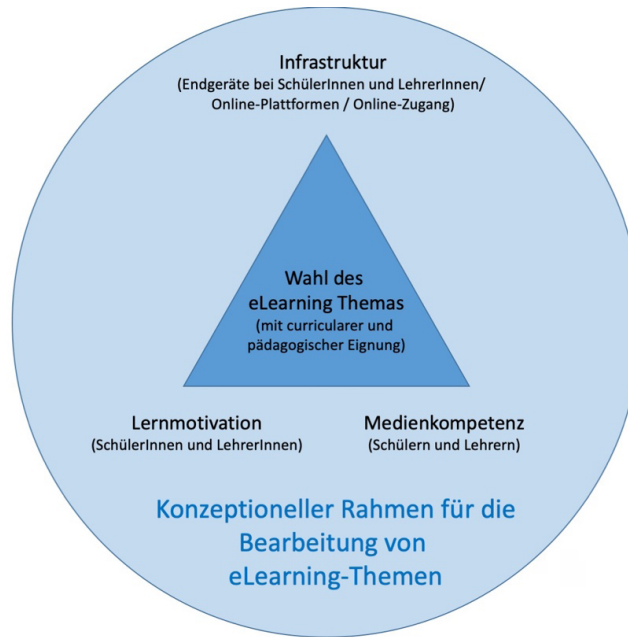 Infrastruktur
(Endgeräte bei SchülerInnen und LehrerInnen/
Online-Plattformen / Online-Zugang)
Wahl des
eLearning Themas
(mit curricularer und
pädagogischer Eignung)
Lernmotivation
(SchülerInnen und LehrerInnen)
Medienkompetenz
(Schülern und Lehrern)
Konzeptioneller Rahmen für die
Bearbeitung von
eLearning-Themen